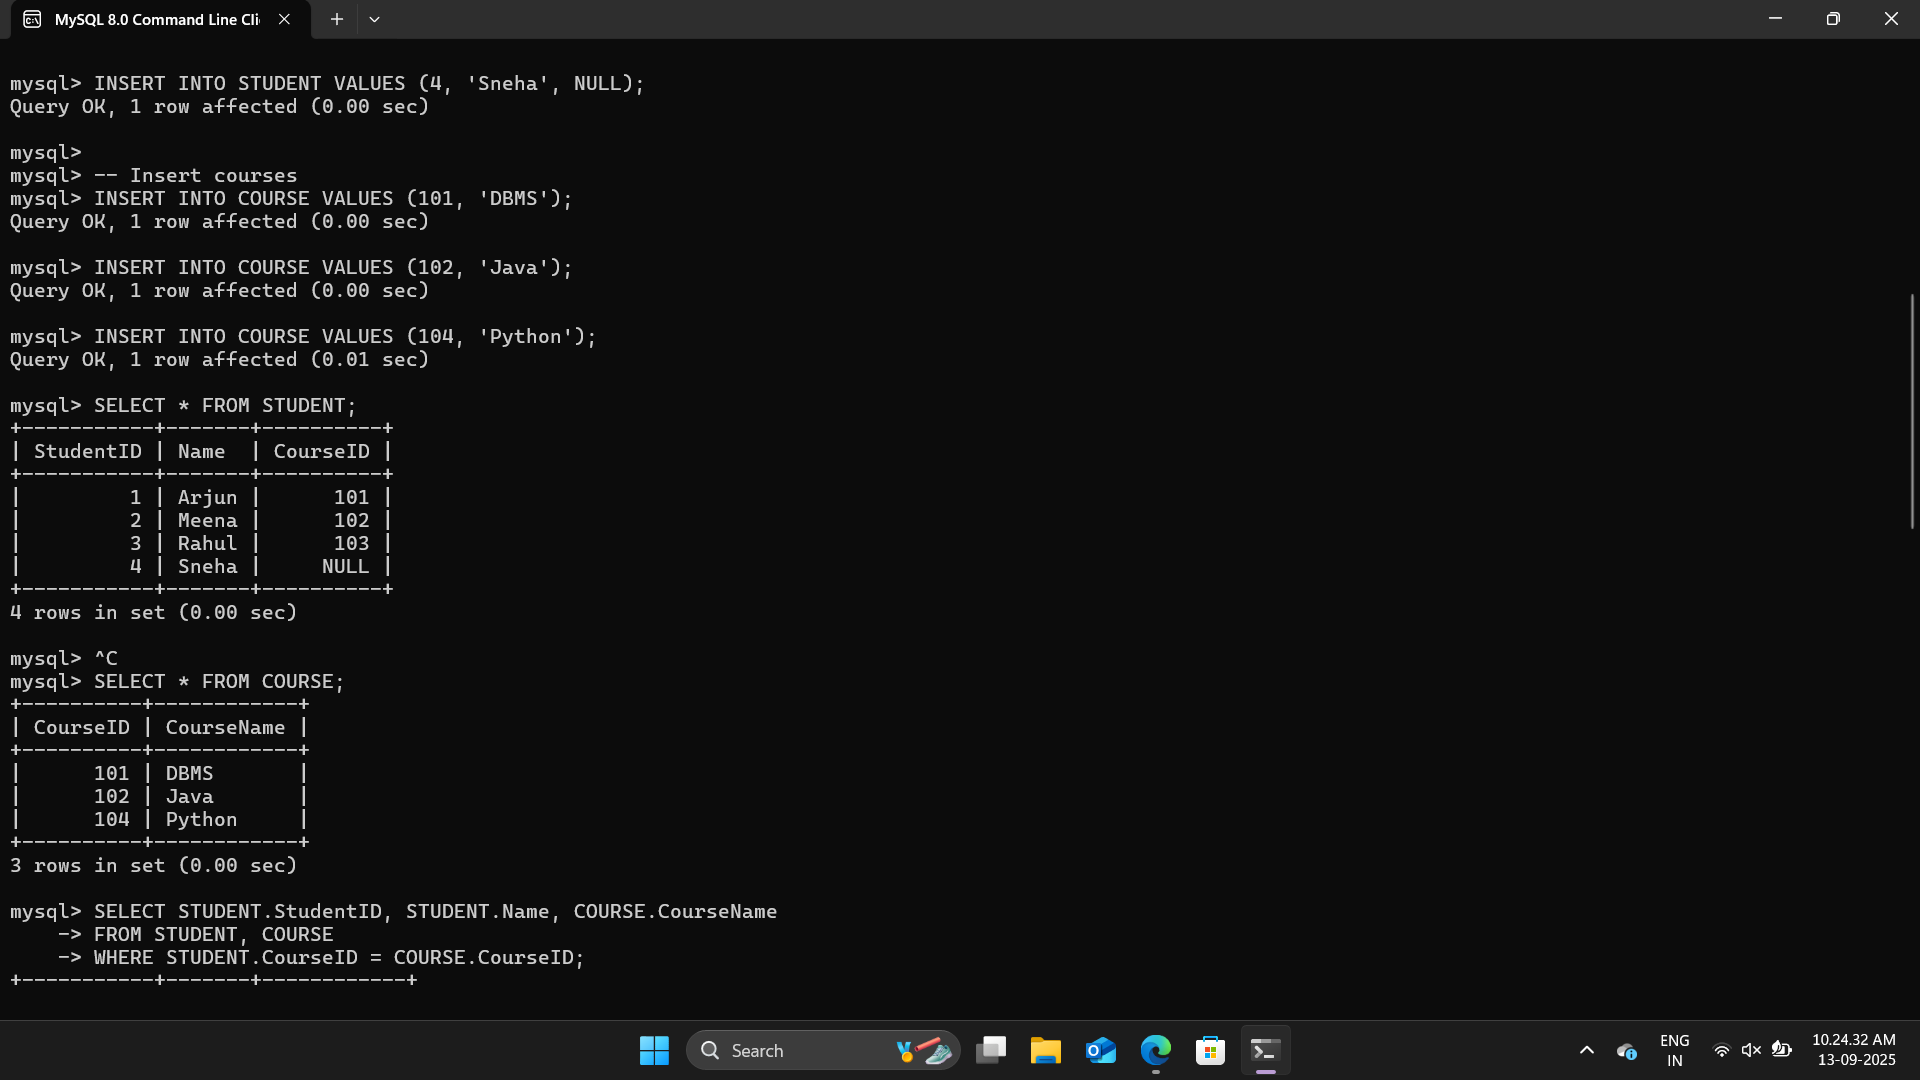 MySQL 8.0 Command Line Cli
mysql> INSERT INTO STUDENT VALUES (4, 'Sneha', NULL);
Query OK, 1 row affected (0.00 sec)
mysql>
mysql> -- Insert courses
mysql> INSERT INTO COURSE VALUES (101, 'DBMS');
Query OK, 1 row affected (0.00 sec)
mysql> INSERT INTO COURSE VALUES (102, 'Java');
Query OK, 1 row affected (0.00 sec)
mysql> INSERT INTO COURSE VALUES (104, 'Python');
Query OK, 1 row affected (0.01 sec)
mysql> SELECT * FROM STUDENT;
+-----------+-------+----------+
| StudentID | Name  | CourseID |
+-----------+-------+----------+
|         1 | Arjun |      101 |
|         2 | Meena |      102 |
|         3 | Rahul |      103 |
|         4 | Sneha |     NULL |
+-----------+-------+----------+
4 rows in set (0.00 sec)
mysql> ^C
mysql> SELECT * FROM COURSE;
+----------+------------+
| CourseID | CourseName |
+----------+------------+
|      101 | DBMS       |
|      102 | Java       |
|      104 | Python     |
+----------+------------+
3 rows in set (0.00 sec)
mysql> SELECT STUDENT.StudentID, STUDENT.Name, COURSE.CourseName
    -> FROM STUDENT, COURSE
    -> WHERE STUDENT.CourseID = COURSE.CourseID;
+-----------+-------+------------+
Search
ENG
IN
10.24.32 AM
13-09-2025